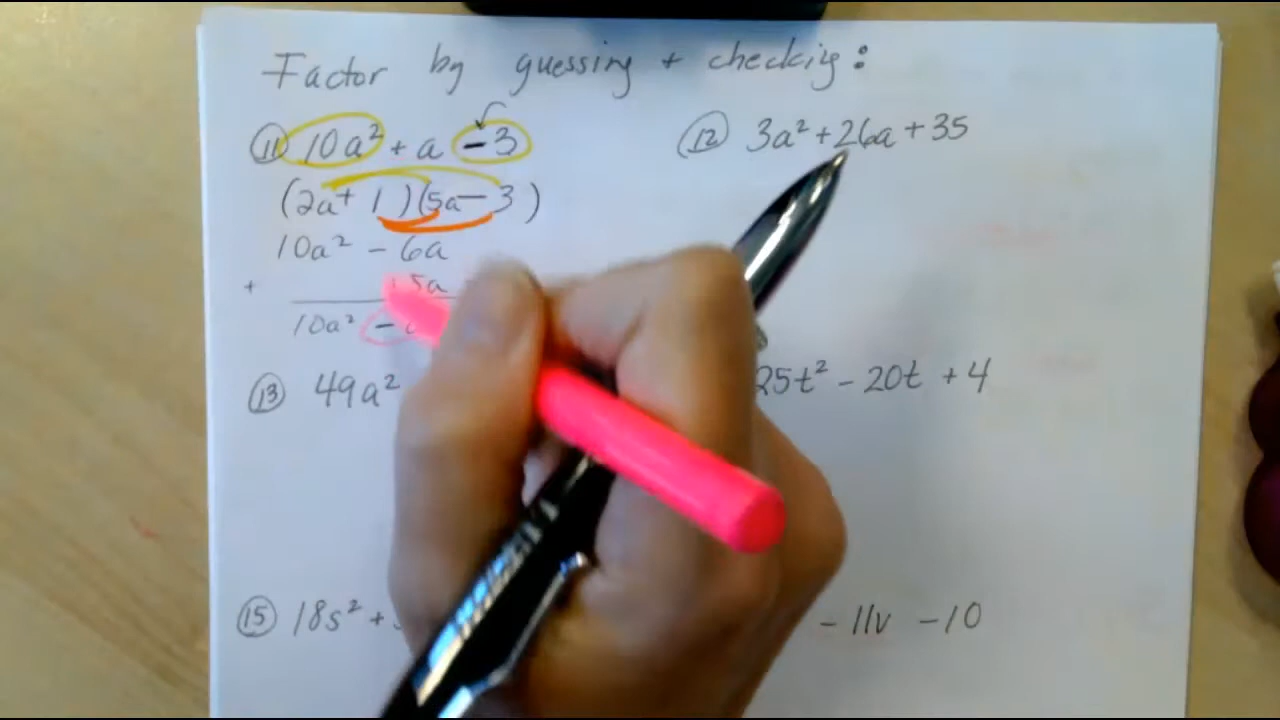 Factor by guessing + checking:
⑪ 10a² + a - 3
(2a + 1)(5a - 3)
10a² - 6a
+ 5a
10a² -
⑫ 3a² + 26a + 35
⑬ 49a²
25t² - 20t + 4
⑮ 18s² +
- 11v - 10